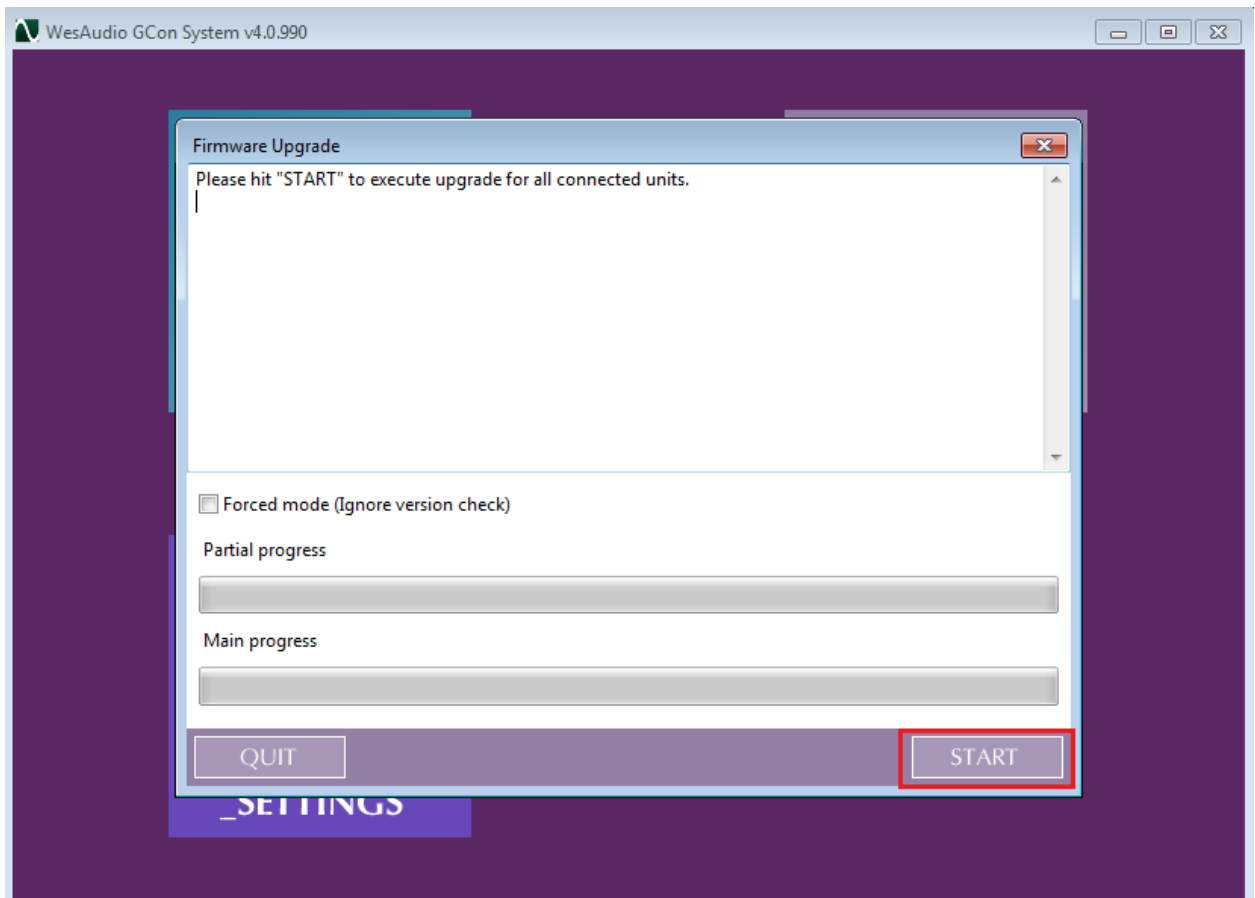 WesAudio GCon System v4.0.990
Firmware Upgrade
Please hit "START" to execute upgrade for all connected units.
Forced mode (Ignore version check)
Partial progress
Main progress
QUIT
START
_SETTINGS